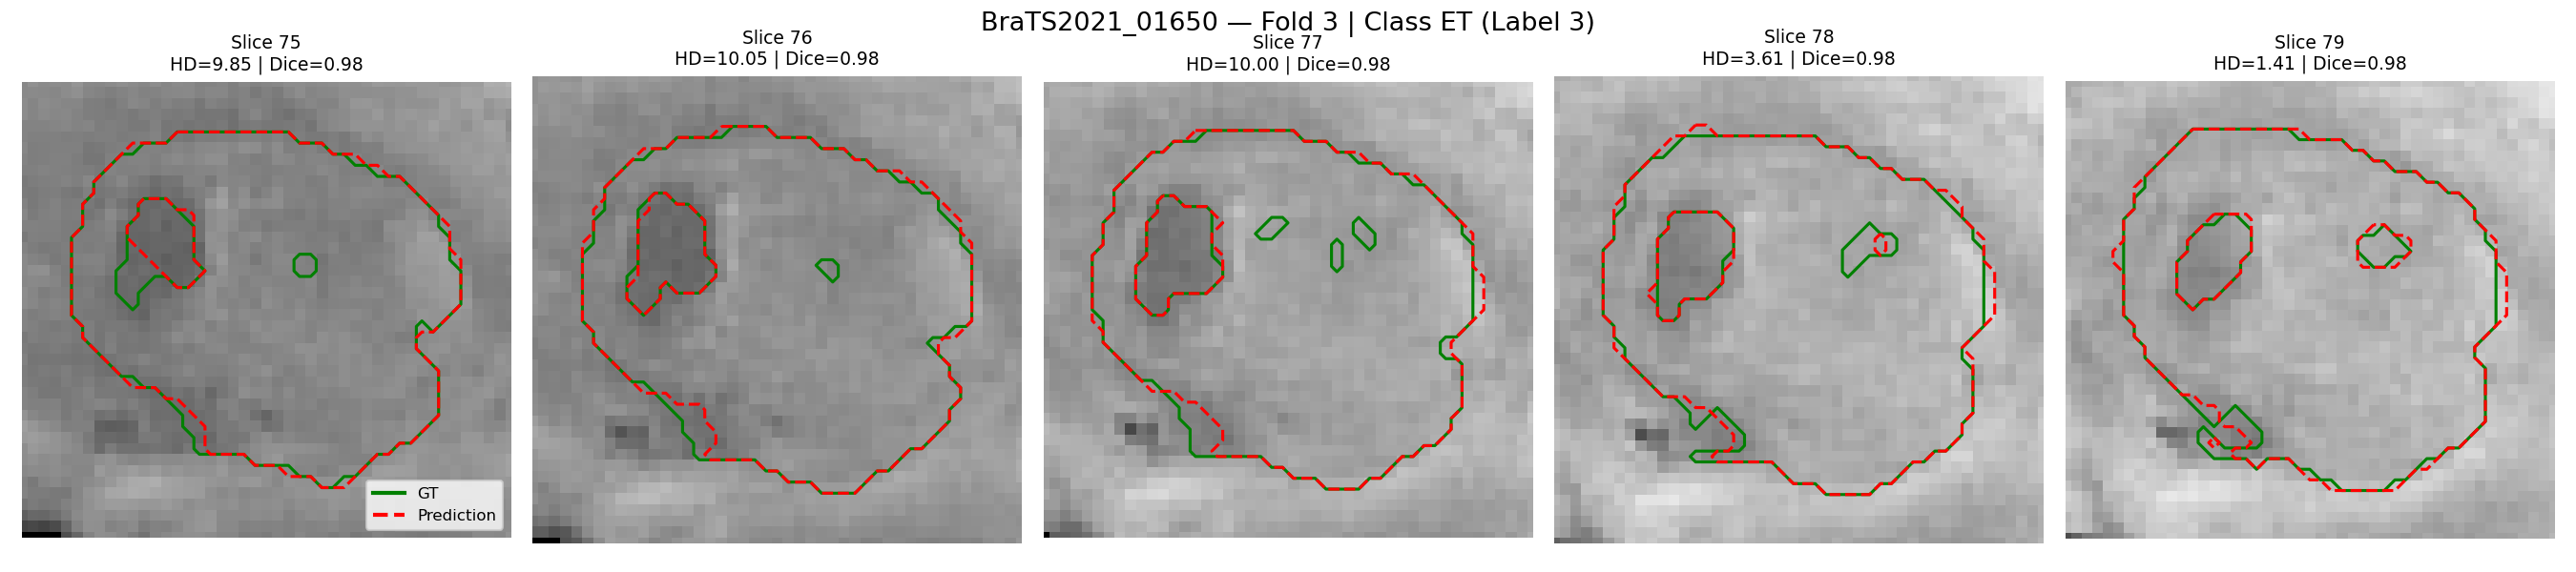 BraTS2021_01650 — Fold 3 | Class ET (Label 3)
Slice 75
HD=9.85 | Dice=0.98
Slice 76
HD=10.05 | Dice=0.98
Slice 77
HD=10.00 | Dice=0.98
Slice 78
HD=3.61 | Dice=0.98
Slice 79
HD=1.41 | Dice=0.98
GT
Prediction